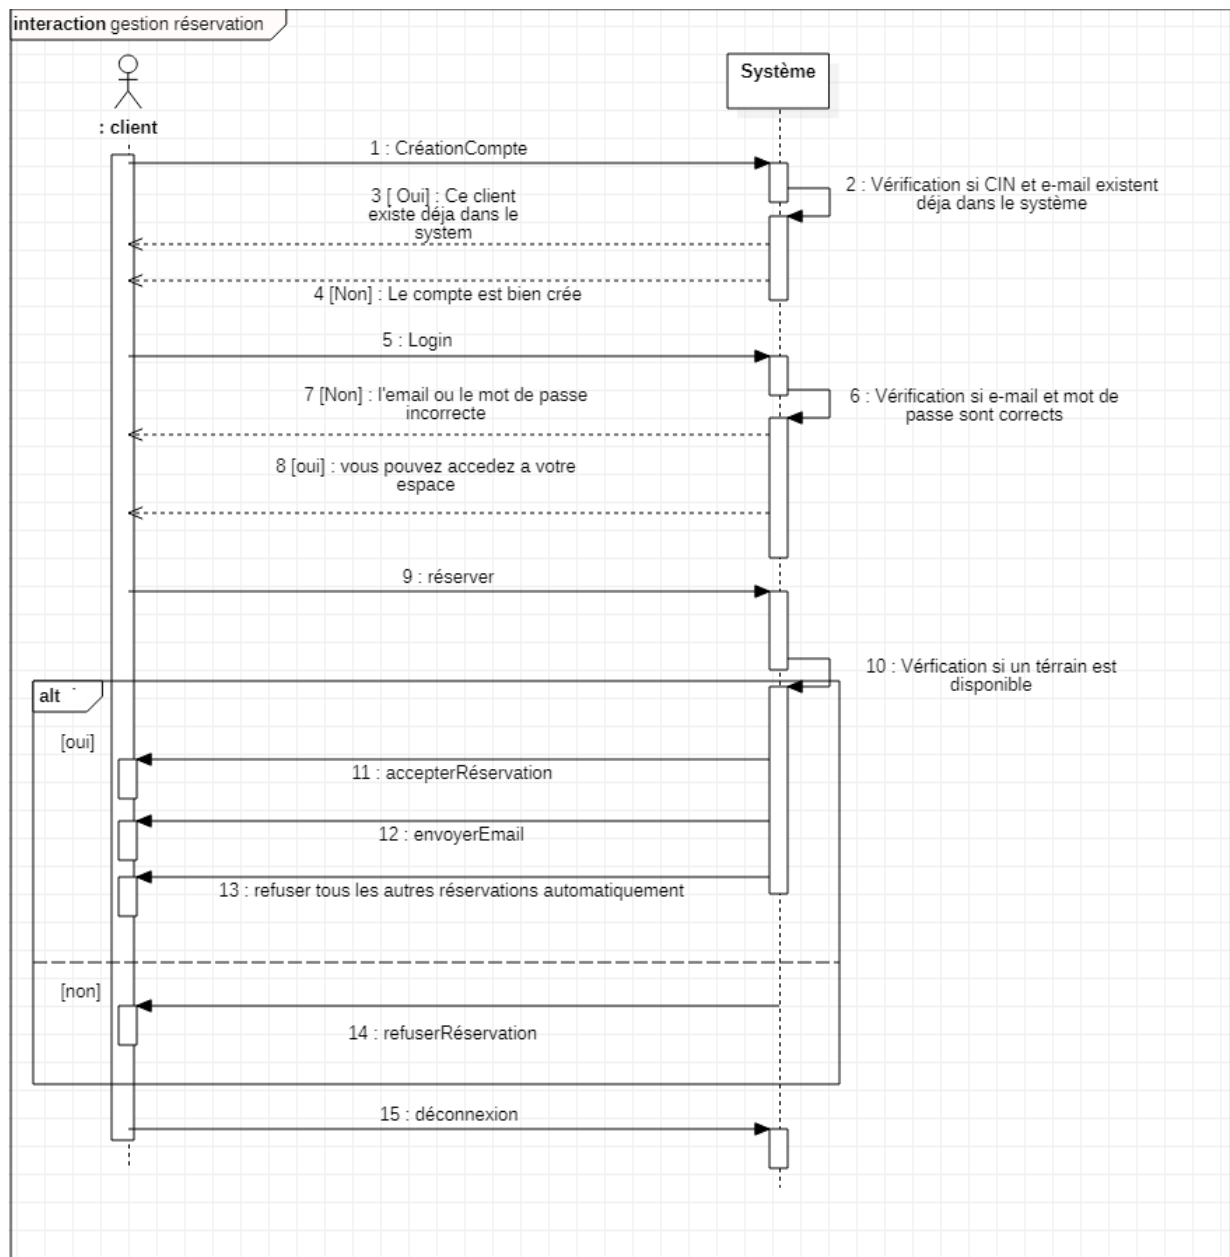 interaction gestion réservation
Système
: client
1 : CréationCompte
2 : Vérification si CIN et e-mail existent
déja dans le système
3 [ Oui] : Ce client
existe déja dans le
system
4 [Non] : Le compte est bien crée
5 : Login
6 : Vérification si e-mail et mot de
passe sont corrects
7 [Non] : l'email ou le mot de passe
incorrecte
8 [oui] : vous pouvez accedez a votre
espace
9 : réserver
10 : Vérfication si un térrain est
disponible
alt
[oui]
11 : accepterRéservation
12 : envoyerEmail
13 : refuser tous les autres réservations automatiquement
[non]
14 : refuserRéservation
15 : déconnexion